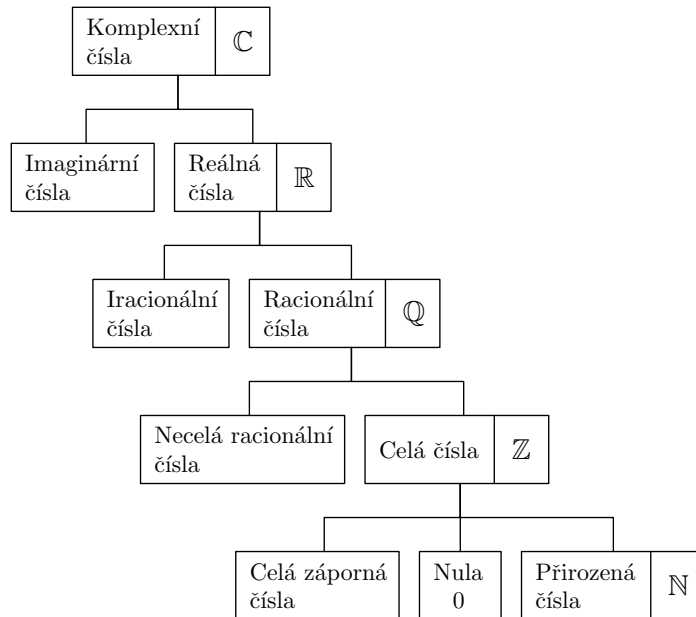 Komplexní
čísla
ℂ
Imaginární
čísla
Reálná
čísla
ℝ
Iracionální
čísla
Racionální
čísla
ℚ
Necelá racionální
čísla
Celá čísla
ℤ
Celá záporná
čísla
Nula
0
Přirozená
čísla
ℕ